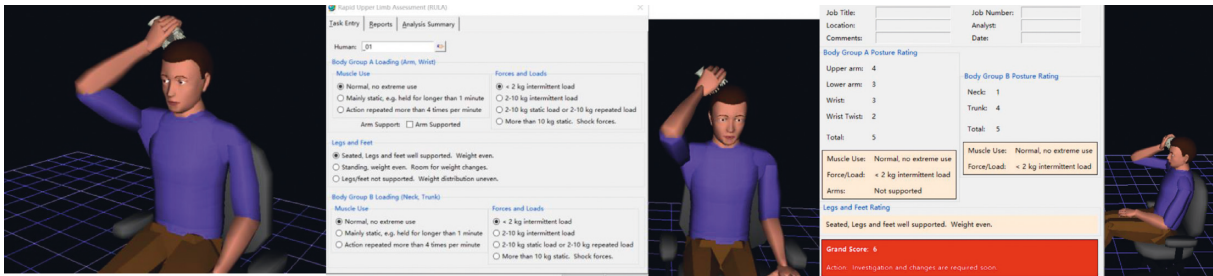 Rapid Upper Limb Assessment (RULA)
Task Entry Reports Analysis Summary
Human: _01
Body Group A Loading (Arm, Wrist)
Muscle Use
Normal, no extreme use
Mainly static, e.g. held for longer than 1 minute
Action repeated more than 4 times per minute
Arm Support: Arm Supported
Forces and Loads
< 2 kg intermittent load
2-10 kg intermittent load
2-10 kg static load or 2-10 kg repeated load
More than 10 kg static. Shock forces.
Legs and Feet
Seated, Legs and feet well supported. Weight even.
Standing, weight even. Room for weight changes.
Legs/feet not supported. Weight distribution uneven.
Body Group B Loading (Neck, Trunk)
Muscle Use
Normal, no extreme use
Mainly static, e.g. held for longer than 1 minute
Action repeated more than 4 times per minute
Forces and Loads
< 2 kg intermittent load
2-10 kg intermittent load
2-10 kg static load or 2-10 kg repeated load
More than 10 kg static. Shock forces.
Job Title: Job Number:
Location: Analyst:
Comments: Date:
Body Group A Posture Rating
Upper arm: 4
Lower arm: 3
Wrist: 3
Wrist Twist: 2
Total: 5
Muscle Use: Normal, no extreme use
Force/Load: < 2 kg intermittent load
Arms: Not supported
Body Group B Posture Rating
Neck: 1
Trunk: 4
Total: 5
Muscle Use: Normal, no extreme use
Force/Load: < 2 kg intermittent load
Legs and Feet Rating
Seated, Legs and feet well supported. Weight even.
Grand Score: 6
Action: Investigation and changes are required soon